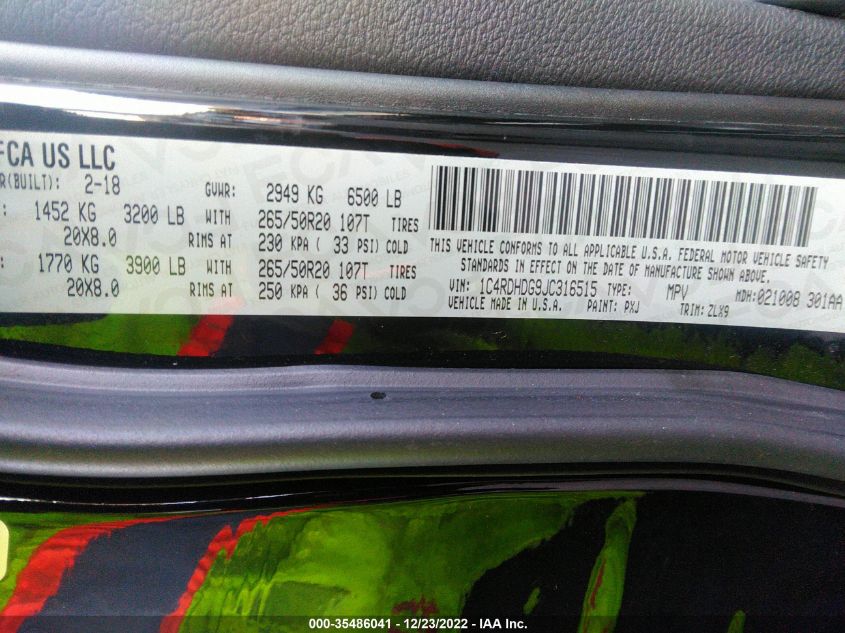 FCA US LLC
R(BUILT): 2-18 GVWR: 2949 KG 6500 LB
: 1452 KG 3200 LB WITH 265/50R20 107T TIRES
20X8.0 RIMS AT 230 KPA ( 33 PSI) COLD
: 1770 KG 3900 LB WITH 265/50R20 107T TIRES
20X8.0 RIMS AT 250 KPA ( 36 PSI) COLD
THIS VEHICLE CONFORMS TO ALL APPLICABLE U.S.A. FEDERAL MOTOR VEHICLE SAFETY
STANDARDS IN EFFECT ON THE DATE OF MANUFACTURE SHOWN ABOVE.
VIN: 1C4RDHDG9JC316515 TYPE: MPV MDH:021008 301AA
VEHICLE MADE IN U.S.A. PAINT: PXJ TRIM: ZLX9
000-35486041 - 12/23/2022 - IAA Inc.